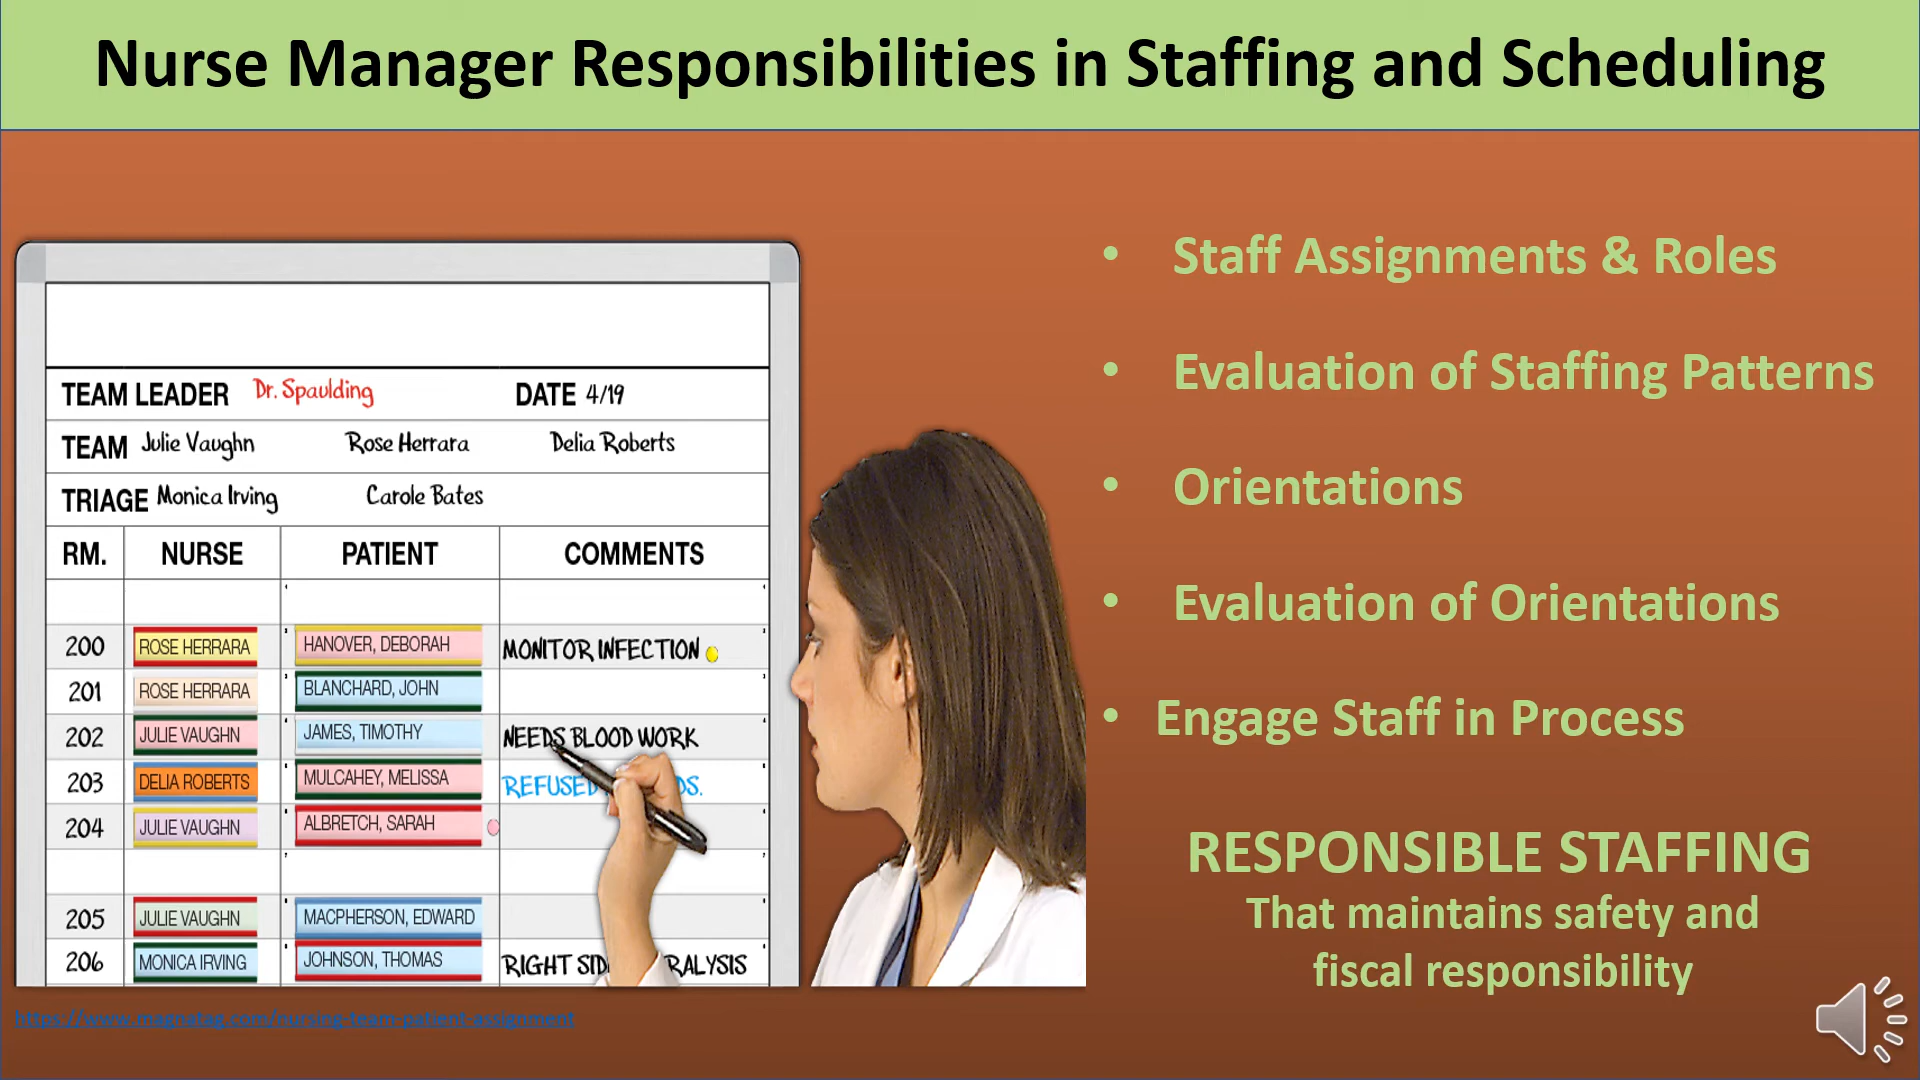 Nurse Manager Responsibilities in Staffing and Scheduling
TEAM LEADER Dr. Spaulding DATE 4/19
TEAM Julie Vaughn Rose Herrara Delia Roberts
TRIAGE Monica Irving Carole Bates
RM. NURSE PATIENT COMMENTS
200 ROSE HERRARA HANOVER, DEBORAH MONITOR INFECTION
201 ROSE HERRARA BLANCHARD, JOHN
202 JULIE VAUGHN JAMES, TIMOTHY NEEDS BLOOD WORK
203 DELIA ROBERTS MULCAHEY, MELISSA REFUSED
204 JULIE VAUGHN ALBRETCH, SARAH
205 JULIE VAUGHN MACPHERSON, EDWARD
206 MONICA IRVING JOHNSON, THOMAS RIGHT
https://www.magnatag.com/nursing-team-patient-assignment
• Staff Assignments & Roles
• Evaluation of Staffing Patterns
• Orientations
• Evaluation of Orientations
• Engage Staff in Process
RESPONSIBLE STAFFING
That maintains safety and
fiscal responsibility